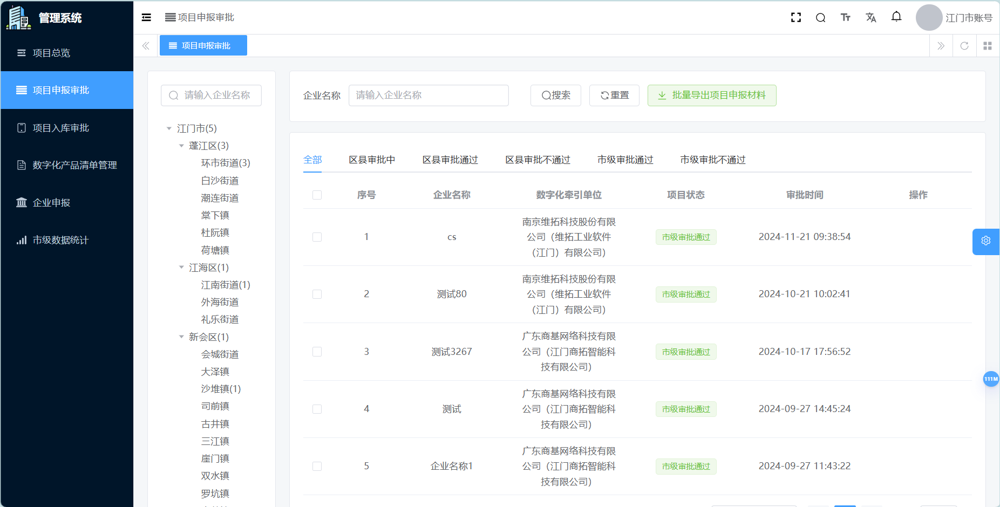 管理系统
项目总览
项目申报审批
项目入库审批
数字化产品清单管理
企业申报
市级数据统计
项目申报审批
江门市账号
项目申报审批
请输入企业名称
江门市(5)
蓬江区(3)
环市街道(3)
白沙街道
潮连街道
棠下镇
杜阮镇
荷塘镇
江海区(1)
江南街道(1)
外海街道
礼乐街道
新会区(1)
会城街道
大泽镇
沙堆镇(1)
司前镇
古井镇
三江镇
崖门镇
双水镇
罗坑镇
企业名称 请输入企业名称 搜索 重置 批量导出项目申报材料
全部 区县审批中 区县审批通过 区县审批不通过 市级审批通过 市级审批不通过
序号 企业名称 数字化牵引单位 项目状态 审批时间 操作
南京维拓科技股份有限
1 cs 公司（维拓工业软件 市级审批通过 2024-11-21 09:38:54
（江门）有限公司）
南京维拓科技股份有限
2 测试80 公司（维拓工业软件 市级审批通过 2024-10-21 10:02:41
（江门）有限公司）
广东商基网络科技有限
3 测试3267 公司（江门商拓智能科 市级审批通过 2024-10-17 17:56:52
技有限公司）
广东商基网络科技有限
4 测试 公司（江门商拓智能科 市级审批通过 2024-09-27 14:45:24
技有限公司）
广东商基网络科技有限
5 企业名称1 公司（江门商拓智能科 市级审批通过 2024-09-27 11:43:22
技有限公司）
111M